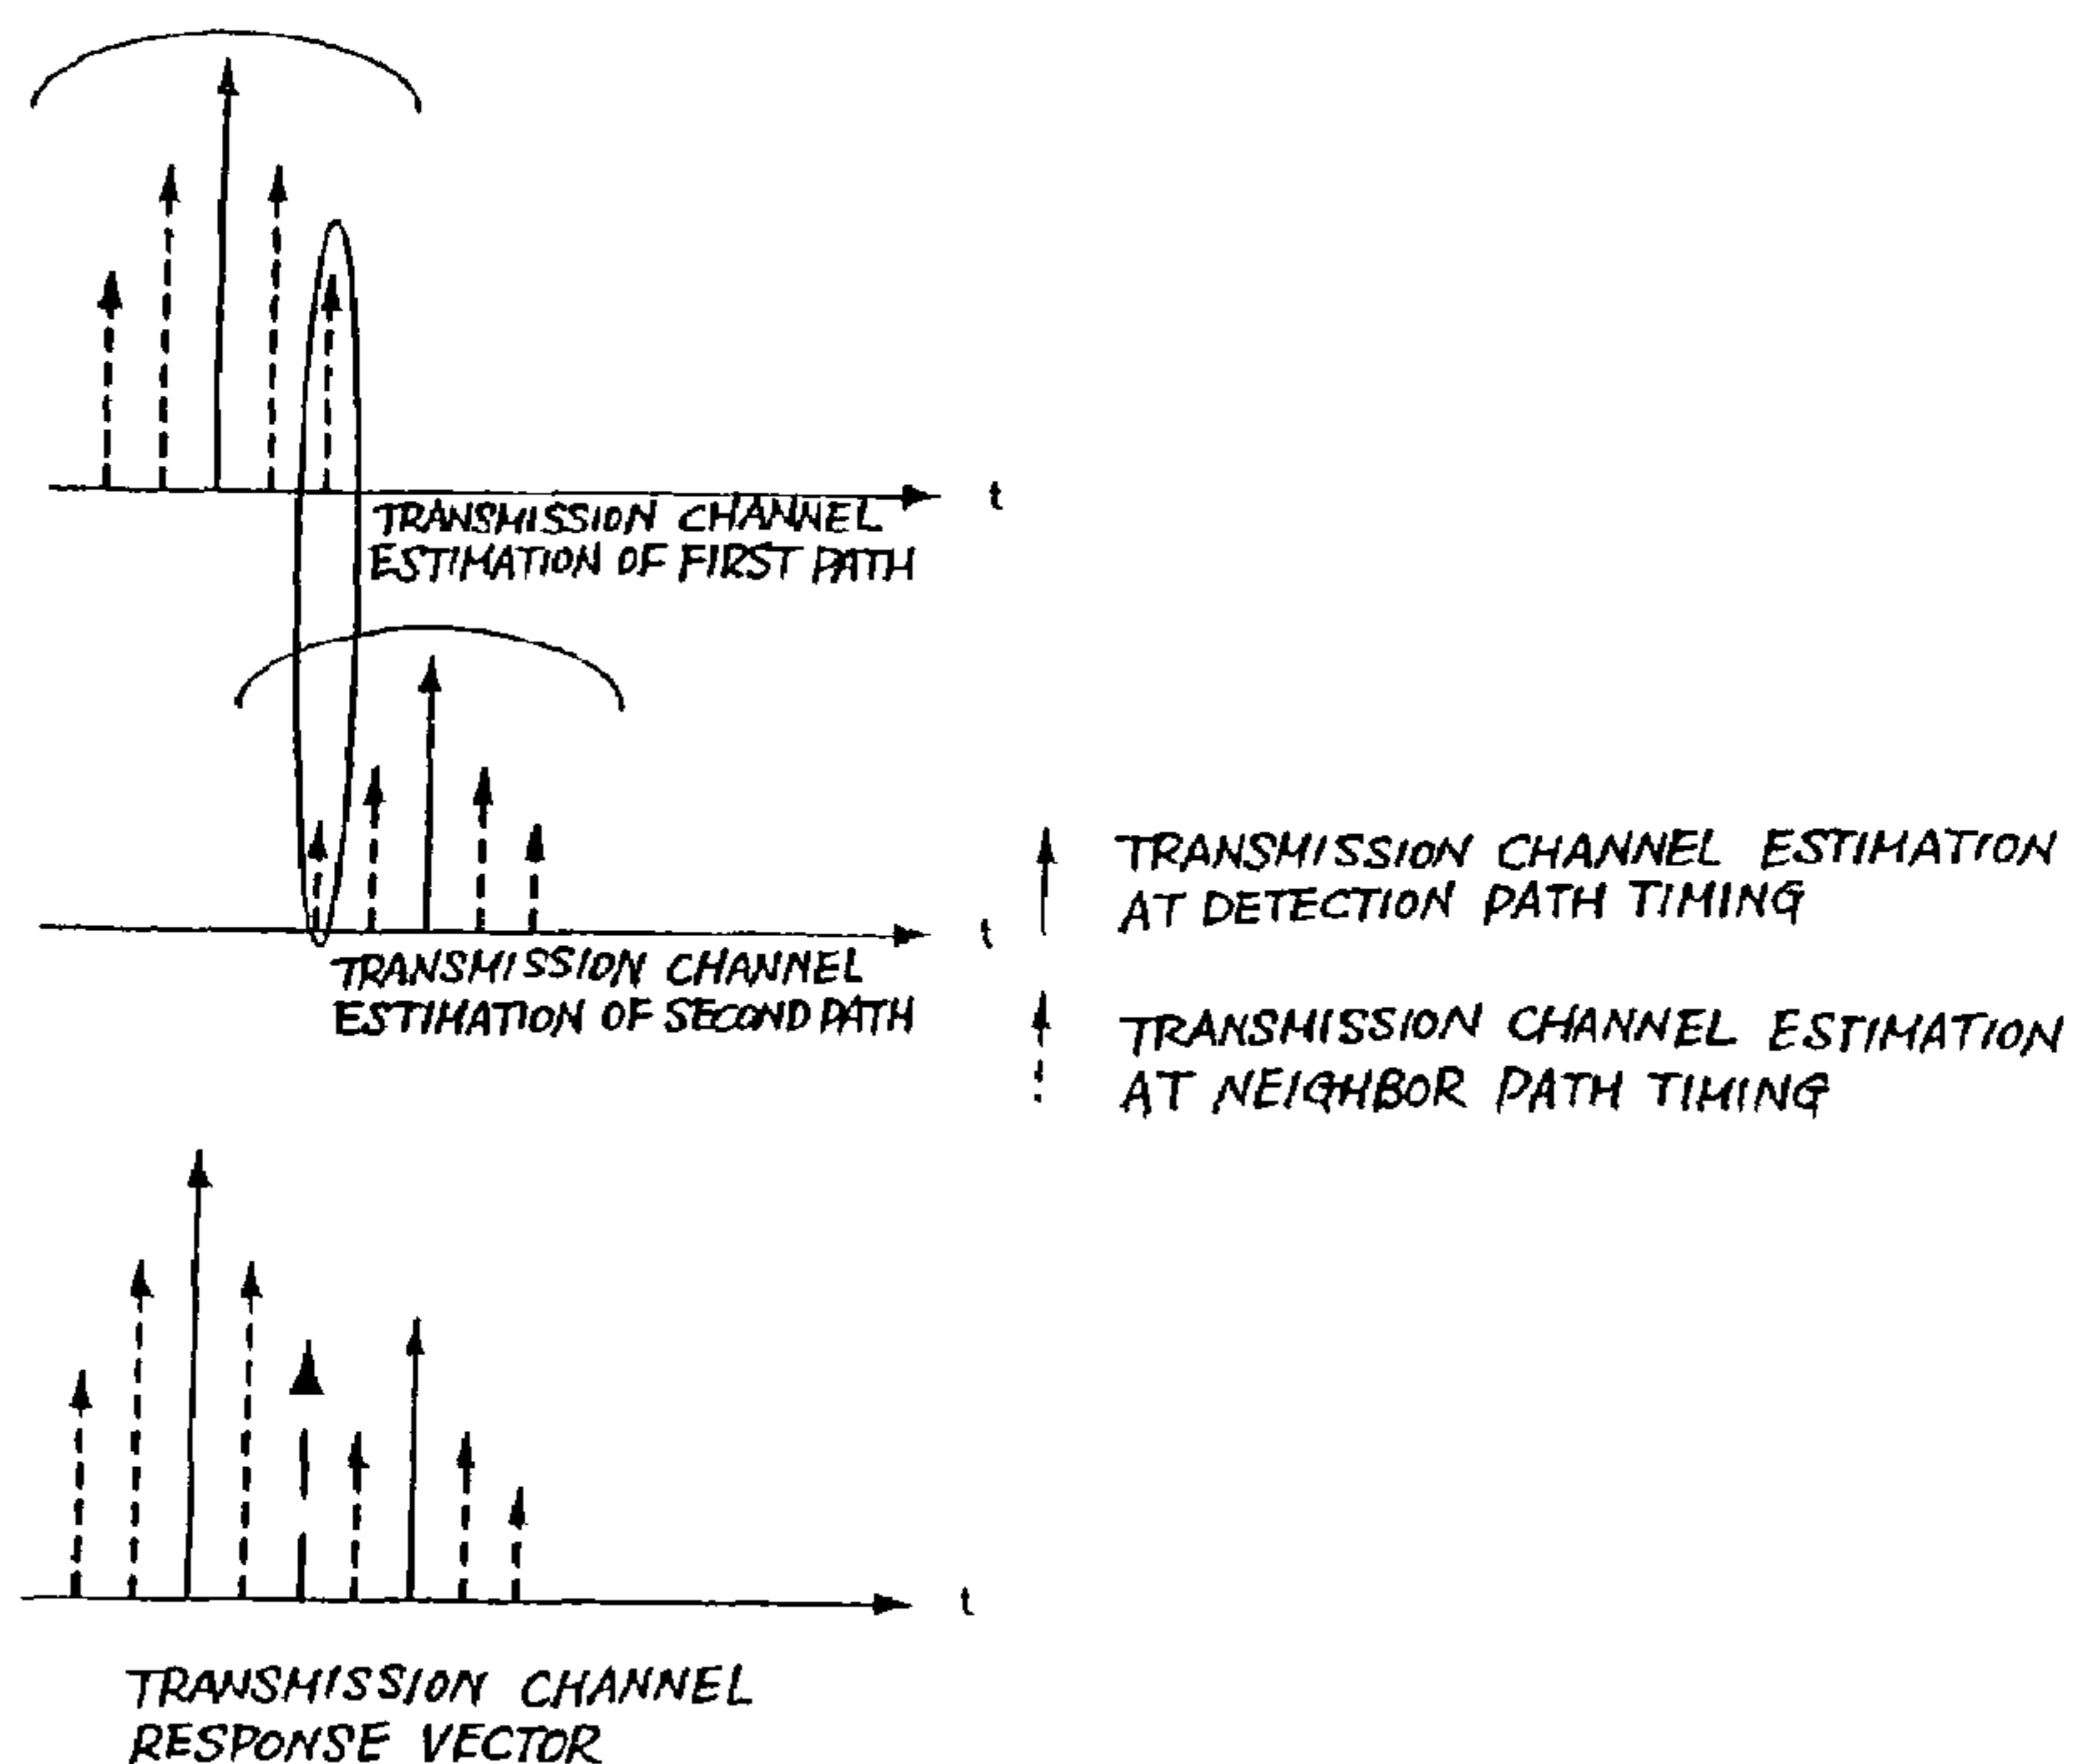 t
TRANSMISSION CHANNEL
ESTIMATION OF FIRST PATH
t
TRANSMISSION CHANNEL
ESTIMATION OF SECOND PATH
TRANSMISSION CHANNEL ESTIMATION
AT DETECTION PATH TIMING
TRANSMISSION CHANNEL ESTIMATION
AT NEIGHBOR PATH TIMING
t
TRANSMISSION CHANNEL
RESPONSE VECTOR